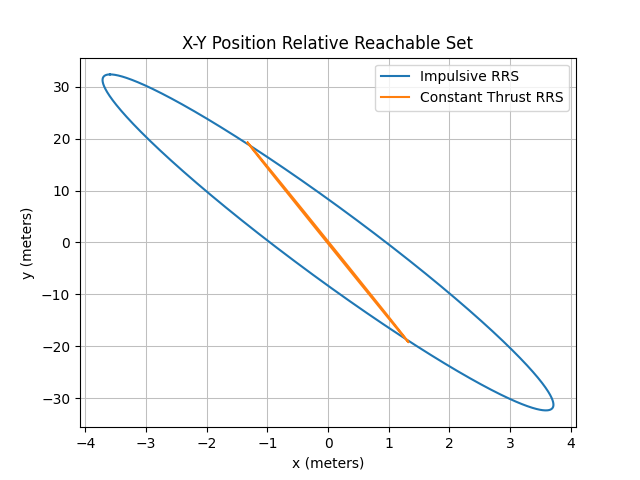 X-Y Position Relative Reachable Set
Impulsive RRS
Constant Thrust RRS
30
20
10
0
−10
−20
−30
y (meters)
−4 −3 −2 −1 0 1 2 3 4
x (meters)